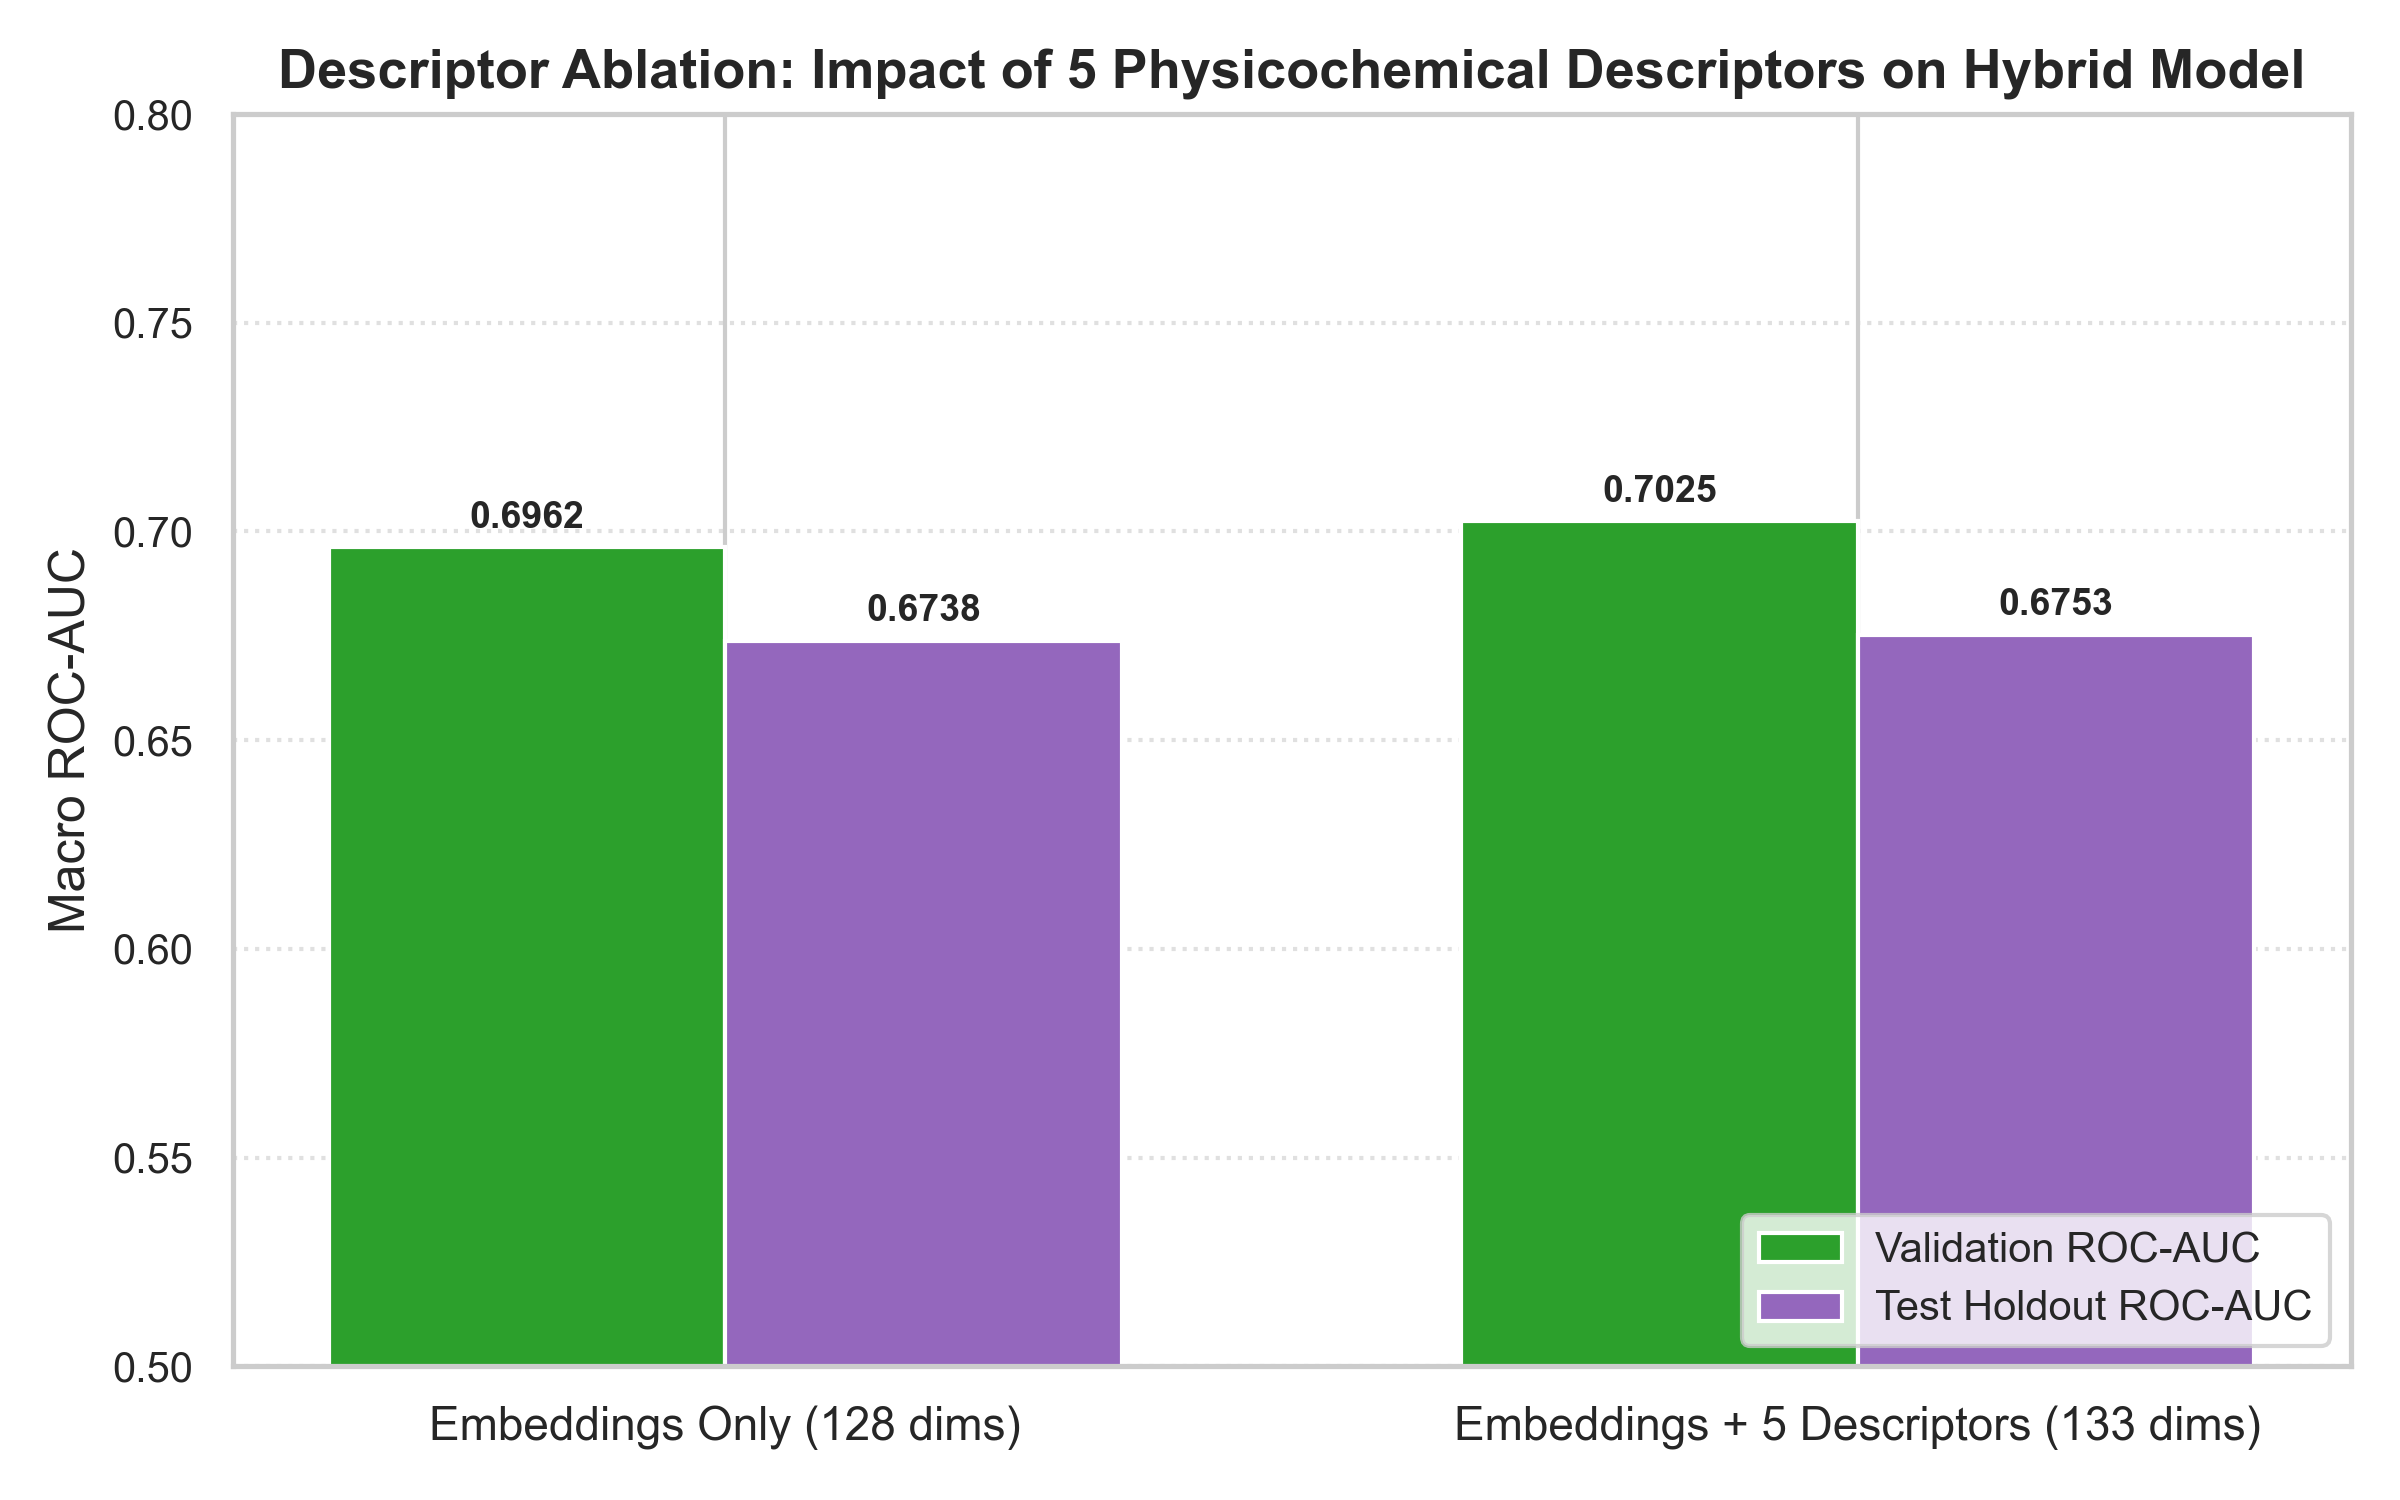 Descriptor Ablation: Impact of 5 Physicochemical Descriptors on Hybrid Model
Macro ROC-AUC
0.80
0.75
0.70
0.65
0.60
0.55
0.50
0.6962
0.6738
0.7025
0.6753
Validation ROC-AUC
Test Holdout ROC-AUC
Embeddings Only (128 dims)
Embeddings + 5 Descriptors (133 dims)